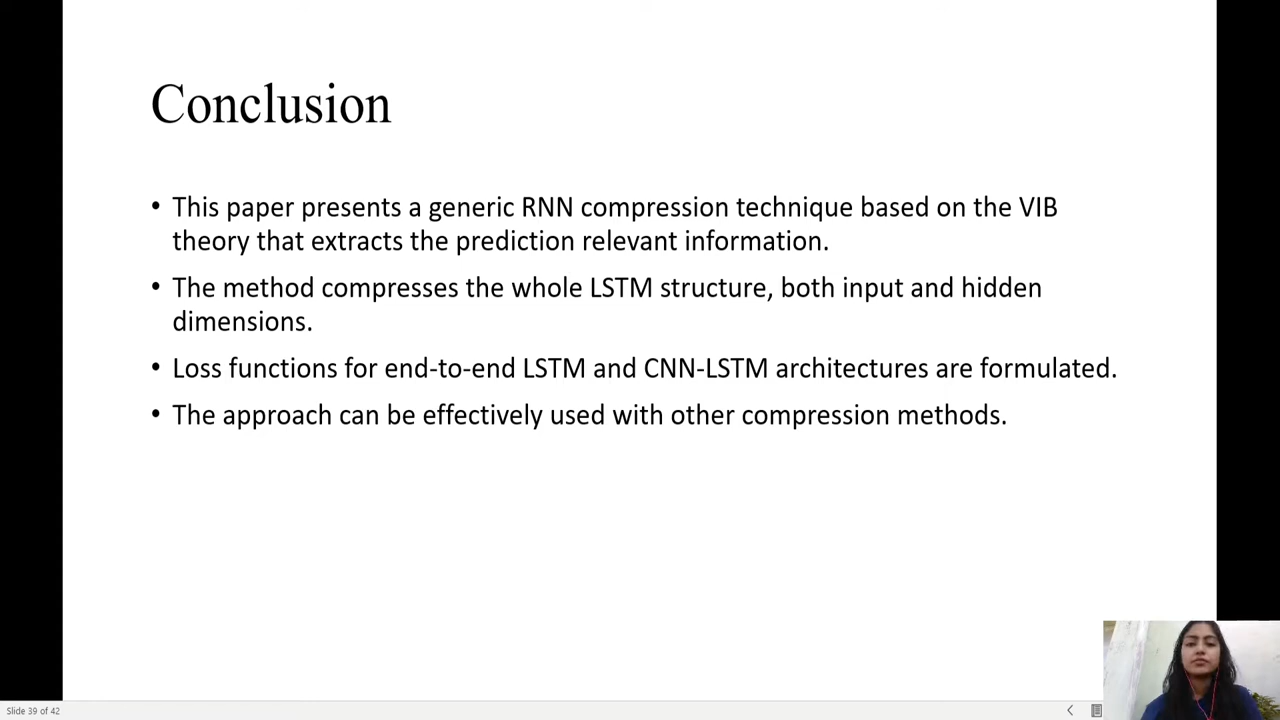 Conclusion
• This paper presents a generic RNN compression technique based on the VIB
theory that extracts the prediction relevant information.
• The method compresses the whole LSTM structure, both input and hidden
dimensions.
• Loss functions for end-to-end LSTM and CNN-LSTM architectures are formulated.
• The approach can be effectively used with other compression methods.
Slide 39 of 42